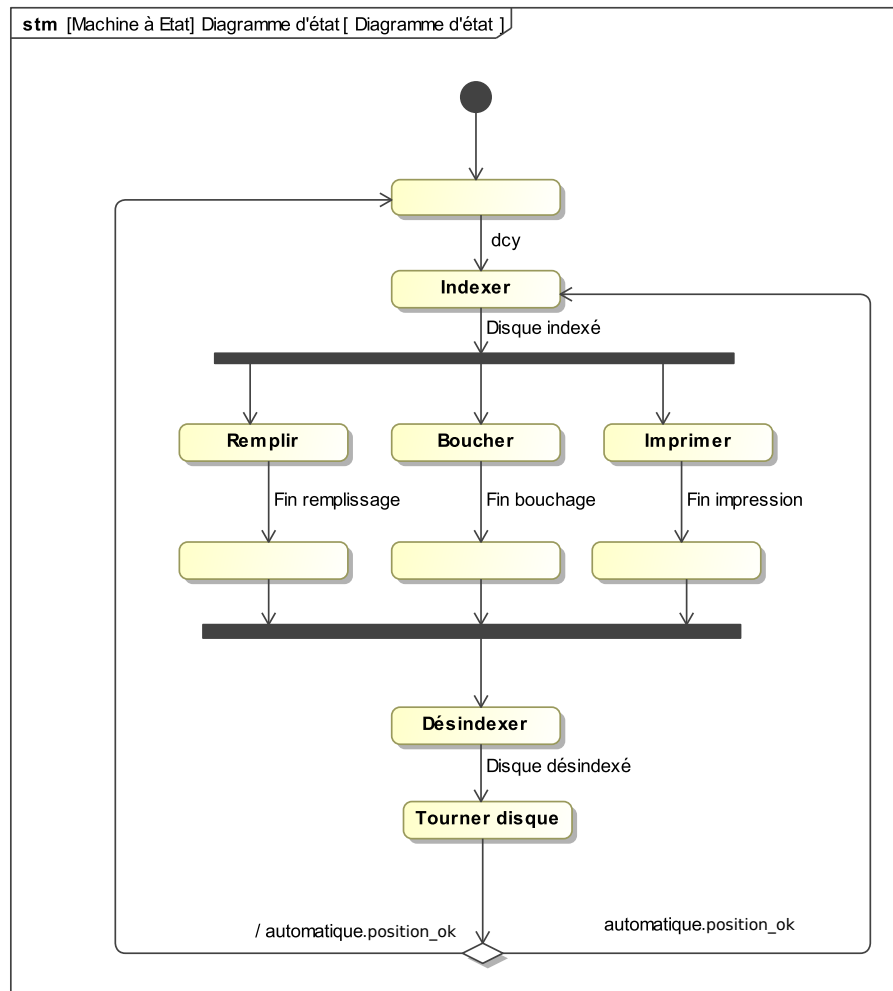 stm [Machine à Etat] Diagramme d'état [ Diagramme d'état ]
dcy
Indexer
Disque indexé
Remplir
Boucher
Imprimer
Fin remplissage
Fin bouchage
Fin impression
Désindexer
Disque désindexé
Tourner disque
/ automatique.position_ok
automatique.position_ok